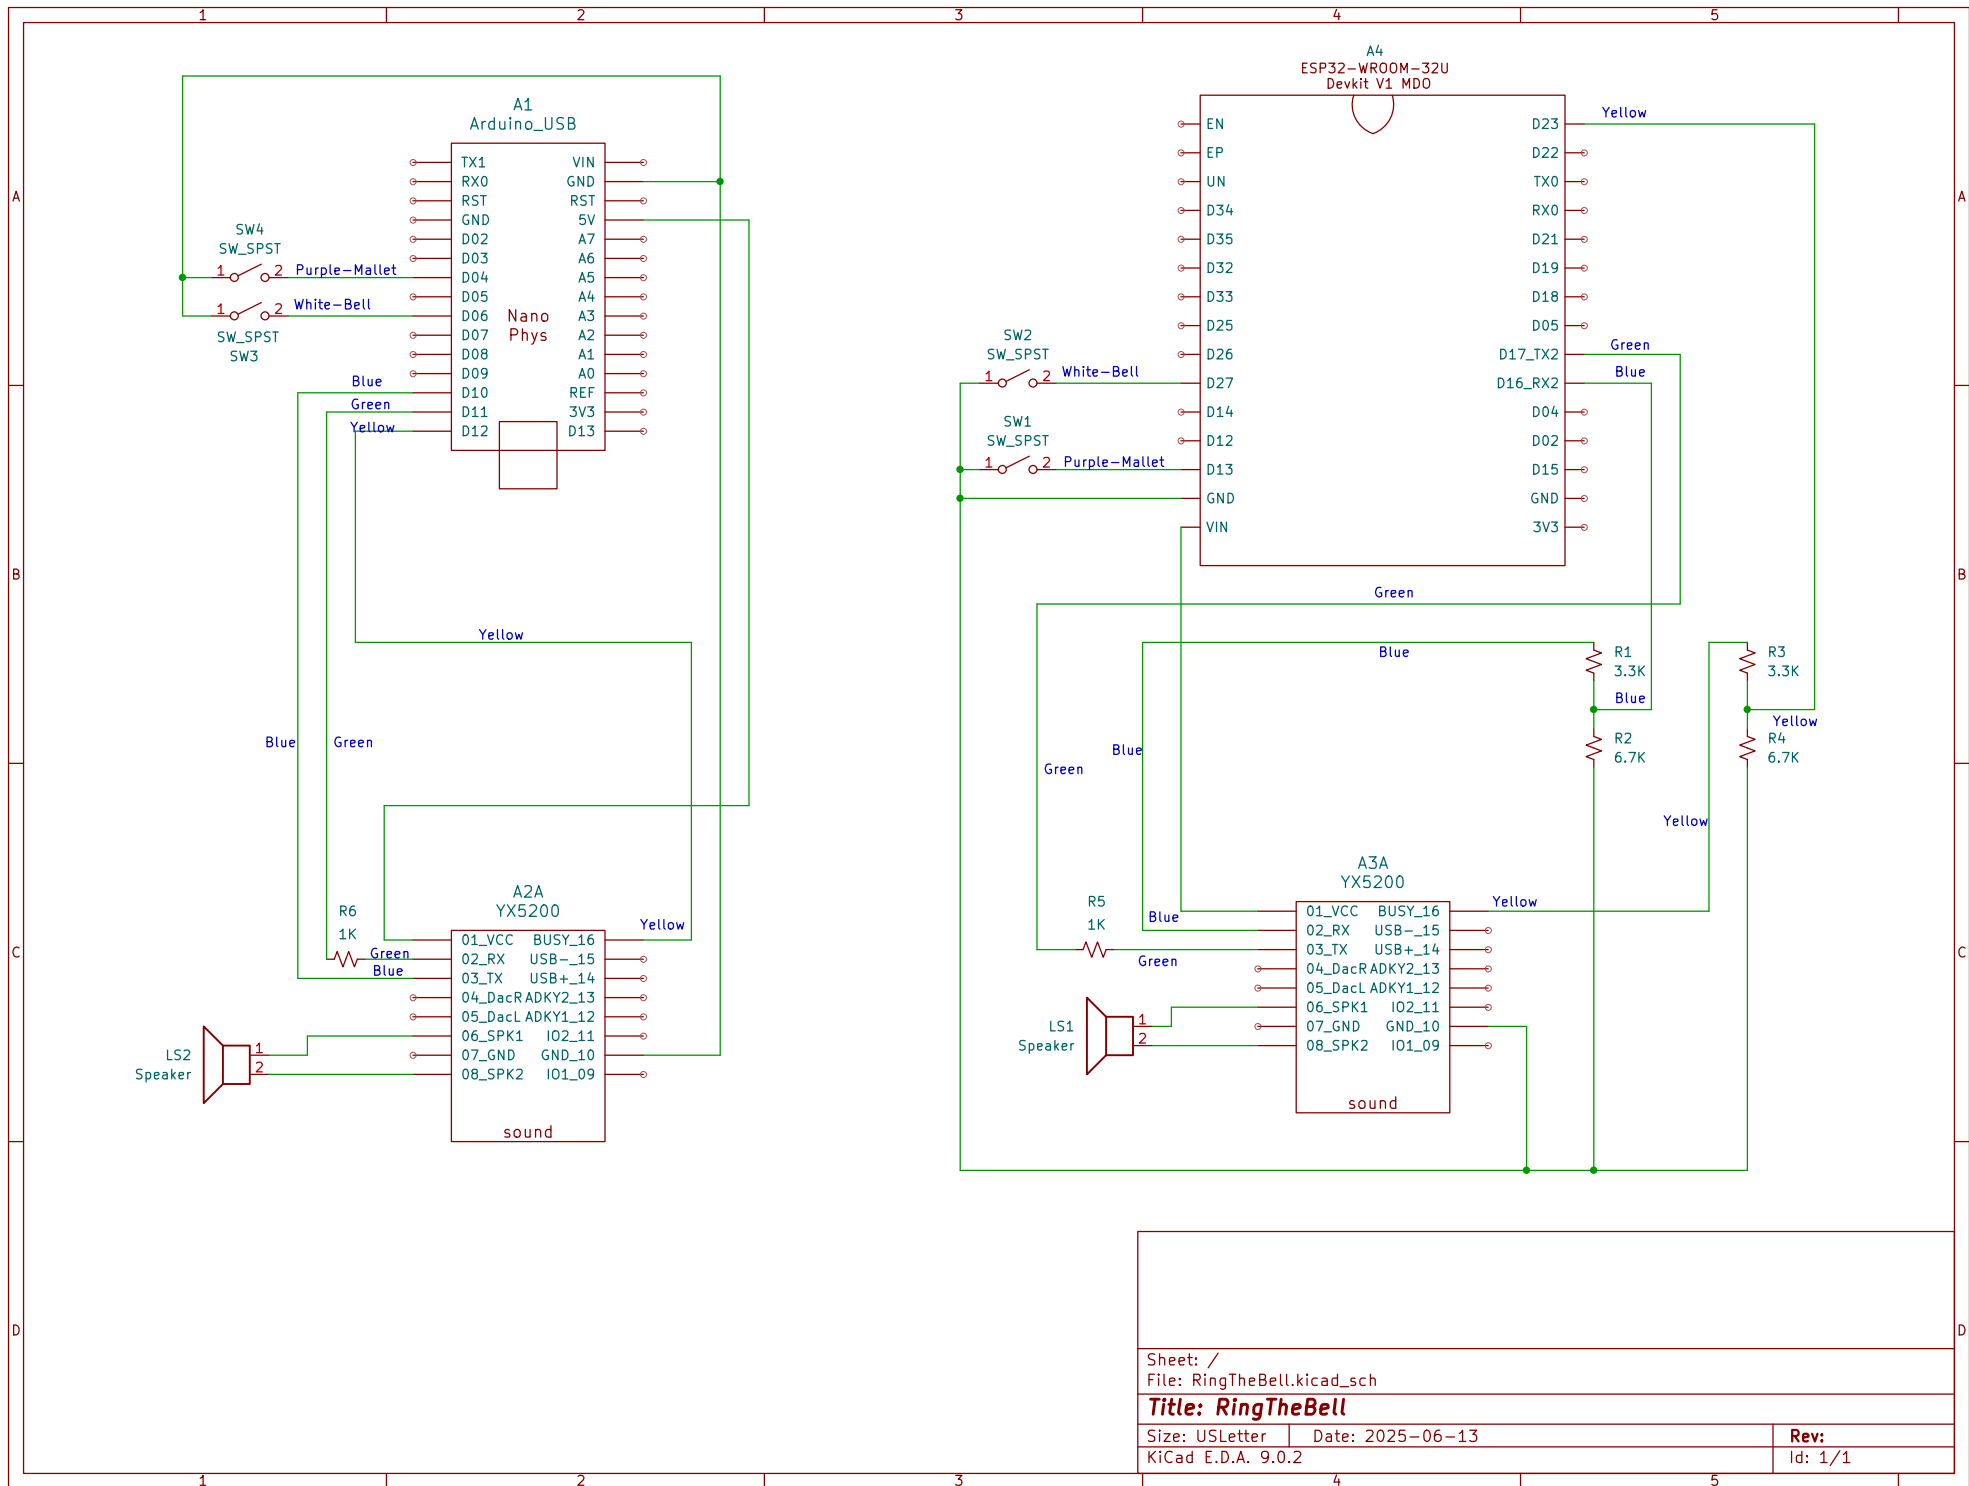 1 2 3 4 5
A
B
C
D
A
B
C
D
1 2 3 4 5
A1
Arduino_USB
Nano
Phys
TX1 VIN
RX0 GND
RST RST
GND 5V
D02 A7
D03 A6
D04 A5
D05 A4
D06 A3
D07 A2
D08 A1
D09 A0
D10 REF
D11 3V3
D12 D13
SW4
SW_SPST
1 2 Purple-Mallet
1 2 White-Bell
SW_SPST
SW3
Blue
Green
Yellow
Yellow
Blue Green
A2A
YX5200
R6
1K
Green
Blue
Yellow
01_VCC BUSY_16
02_RX USB-_15
03_TX USB+_14
04_DacR ADKY2_13
05_DacL ADKY1_12
06_SPK1 IO2_11
07_GND GND_10
08_SPK2 IO1_09
sound
LS2
Speaker
1
2
A4
ESP32-WROOM-32U
Devkit V1 MDO
EN D23
EP D22
UN TX0
D34 RX0
D35 D21
D32 D19
D33 D18
D25 D05
D26 D17_TX2
D27 D16_RX2
D14 D04
D12 D02
D13 D15
GND GND
VIN 3V3
Yellow
Green
Blue
SW2
SW_SPST
1 2 White-Bell
SW1
SW_SPST
1 2 Purple-Mallet
Green
Blue
R1
3.3K
R3
3.3K
Blue
Yellow
R2
6.7K
R4
6.7K
Blue
Green
Yellow
A3A
YX5200
R5
1K
Blue
Green
Yellow
01_VCC BUSY_16
02_RX USB-_15
03_TX USB+_14
04_DacR ADKY2_13
05_DacL ADKY1_12
06_SPK1 IO2_11
07_GND GND_10
08_SPK2 IO1_09
sound
LS1
Speaker
1
2
Sheet: /
File: RingTheBell.kicad_sch
Title: RingTheBell
Size: USLetter Date: 2025-06-13 Rev:
KiCad E.D.A. 9.0.2 Id: 1/1